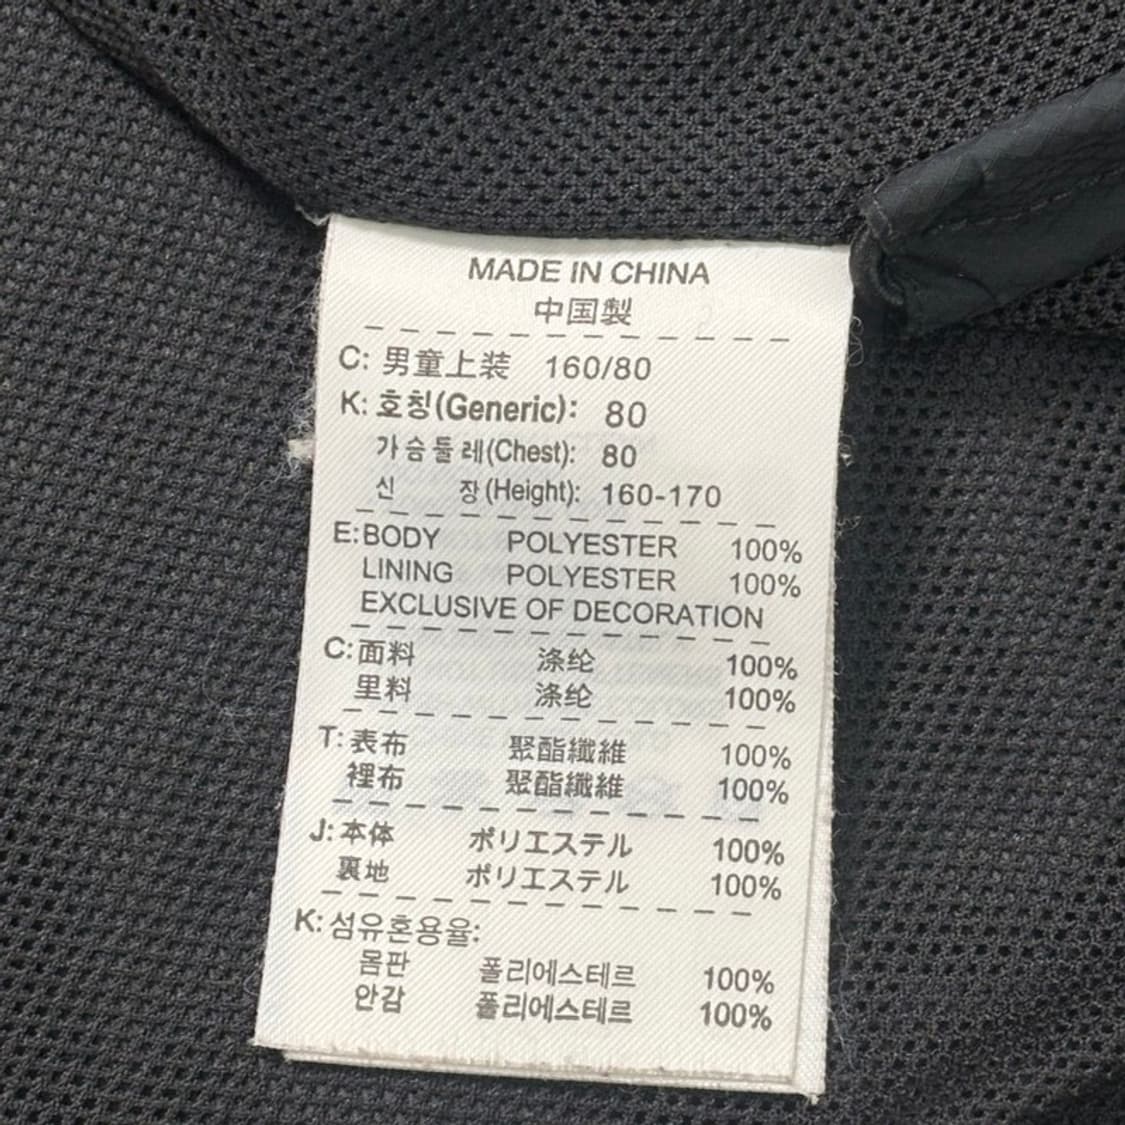 MADE IN CHINA
中国製
C: 男童上装 160/80
K: 호칭(Generic): 80
가슴둘레(Chest): 80
신 장(Height): 160-170
E: BODY POLYESTER 100%
LINING POLYESTER 100%
EXCLUSIVE OF DECORATION
C: 面料 涤纶 100%
里料 涤纶 100%
T: 表布 聚酯纖維 100%
裡布 聚酯纖維 100%
J: 本体 ポリエステル 100%
裏地 ポリエステル 100%
K: 섬유혼용율:
몸판 폴리에스테르 100%
안감 폴리에스테르 100%